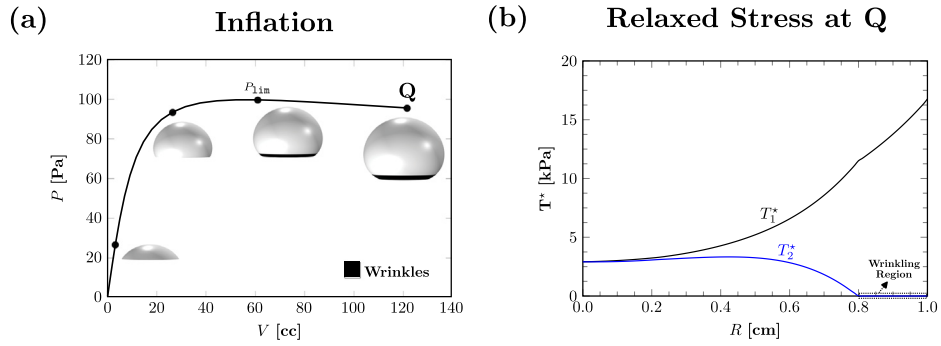 (a)
Inflation
120
100
80
60
40
20
0
P [Pa]
P_lim
Q
Wrinkles
0 20 40 60 80 100 120 140
V [cc]
(b)
Relaxed Stress at Q
20
15
10
5
0
T⋆ [kPa]
T₁⋆
T₂⋆
Wrinkling
Region
0.0 0.2 0.4 0.6 0.8 1.0
R [cm]